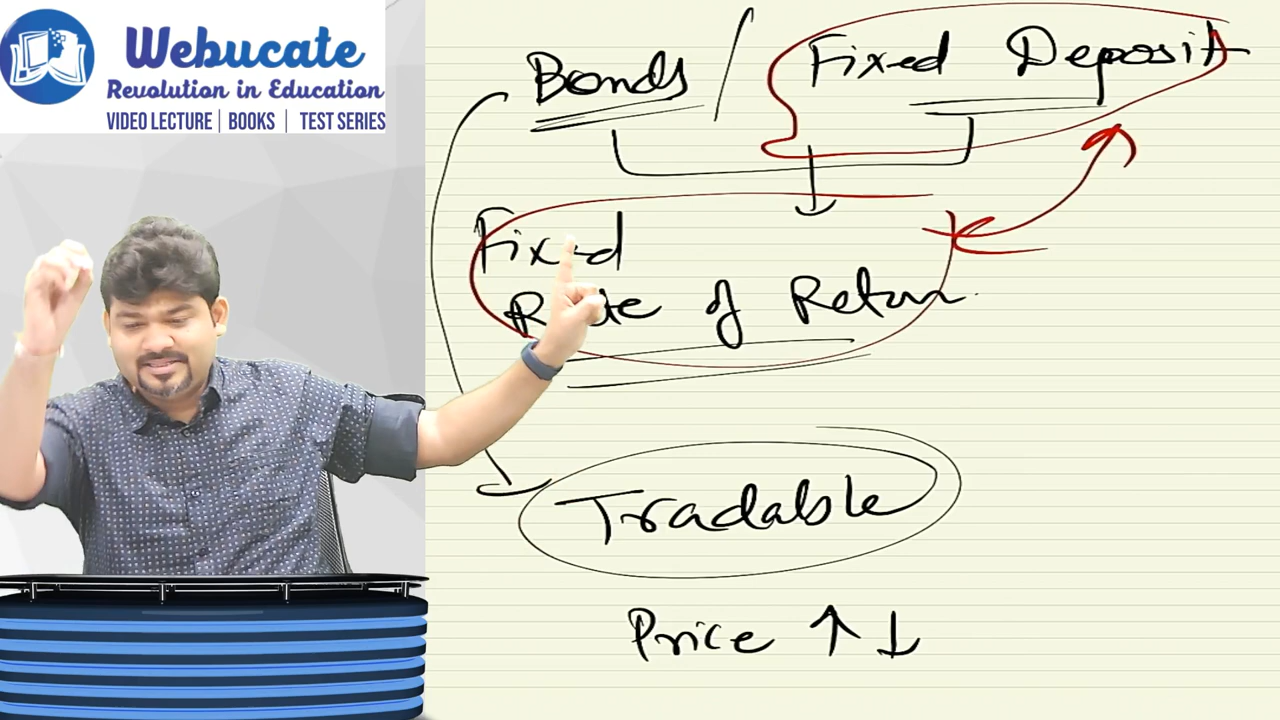 Webucate
Revolution in Education
VIDEO LECTURE | BOOKS | TEST SERIES
Bonds / Fixed Deposit
Fixed
Rate of Return
Tradable
Price ↑ ↓